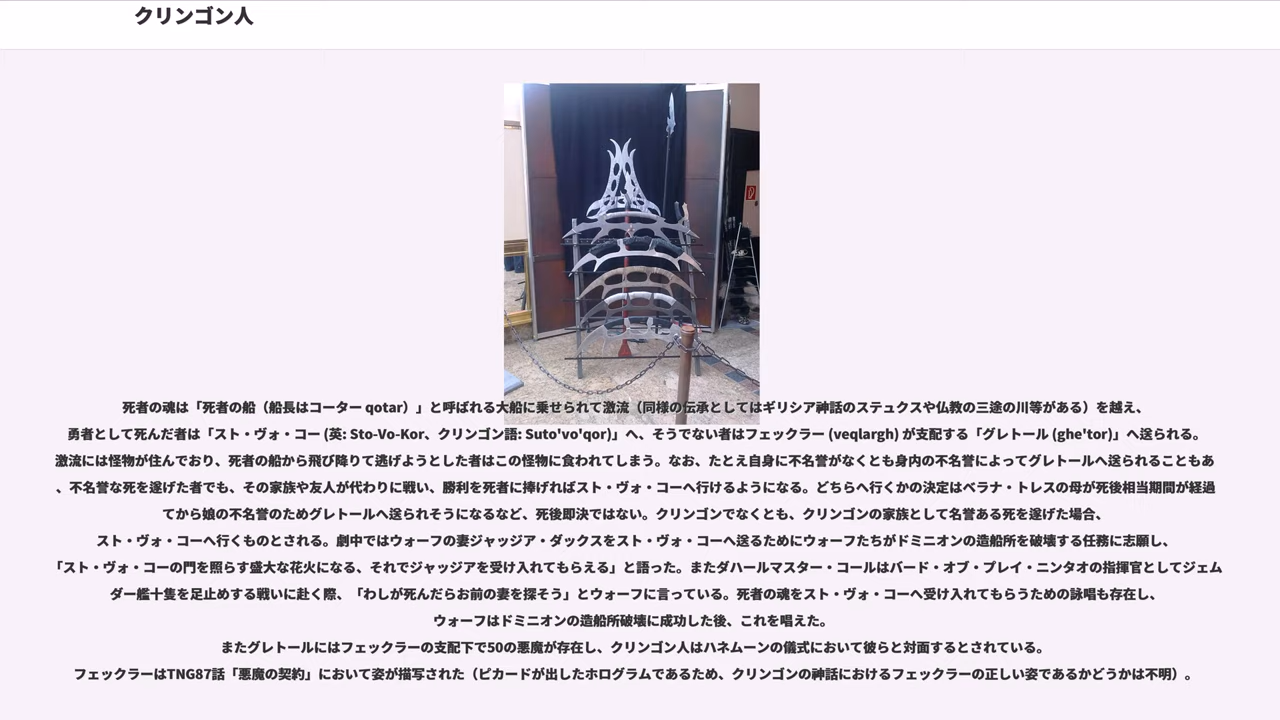 クリンゴン人
死者の魂は「死者の船（船長はコーター qotar）」と呼ばれる大船に乗せられて激流（同様の伝承としてはギリシア神話のステュクスや仏教の三途の川等がある）を越え、
勇者として死んだ者は「スト・ヴォ・コー (英: Sto-Vo-Kor、クリンゴン語: Suto'vo'qor)」へ、そうでない者はフェックラー (veqlargh) が支配する「グレトール (ghe'tor)」へ送られる。
激流には怪物が住んでおり、死者の船から飛び降りて逃げようとした者はこの怪物に食われてしまう。なお、たとえ自身に不名誉がなくとも身内の不名誉によってグレトールへ送られることもあ
、不名誉な死を遂げた者でも、その家族や友人が代わりに戦い、勝利を死者に捧げればスト・ヴォ・コーへ行けるようになる。どちらへ行くかの決定はベラナ・トレスの母が死後相当期間が経過
てから娘の不名誉のためグレトールへ送られそうになるなど、死後即決ではない。クリンゴンでなくとも、クリンゴンの家族として名誉ある死を遂げた場合、
スト・ヴォ・コーへ行くものとされる。劇中ではウォーフの妻ジャッジア・ダックスをスト・ヴォ・コーへ送るためにウォーフたちがドミニオンの造船所を破壊する任務に志願し、
「スト・ヴォ・コーの門を照らす盛大な花火になる、それでジャッジアを受け入れてもらえる」と語った。またダハールマスター・コールはバード・オブ・プレイ・ニンタオの指揮官としてジェム
ダー艦十隻を足止めする戦いに赴く際、「わしが死んだらお前の妻を探そう」とウォーフに言っている。死者の魂をスト・ヴォ・コーへ受け入れてもらうための詠唱も存在し、
ウォーフはドミニオンの造船所破壊に成功した後、これを唱えた。
またグレトールにはフェックラーの支配下で50の悪魔が存在し、クリンゴン人はハネムーンの儀式において彼らと対面するとされている。
フェックラーはTNG87話「悪魔の契約」において姿が描写された（ピカードが出したホログラムであるため、クリンゴンの神話におけるフェックラーの正しい姿であるかどうかは不明）。